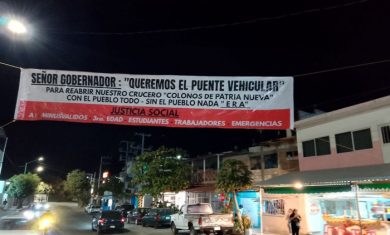 SEÑOR GOBERNADOR : "QUEREMOS EL PUENTE VEHICULAR"
PARA REABRIR NUESTRO CRUCERO "COLONOS DE PATRIA NUEVA"
CON EL PUEBLO TODO - SIN EL PUEBLO NADA "E R A"
JUSTICIA SOCIAL
A MINUSVALIDOS 3ra. EDAD ESTUDIANTES TRABAJADORES EMERGENCIAS